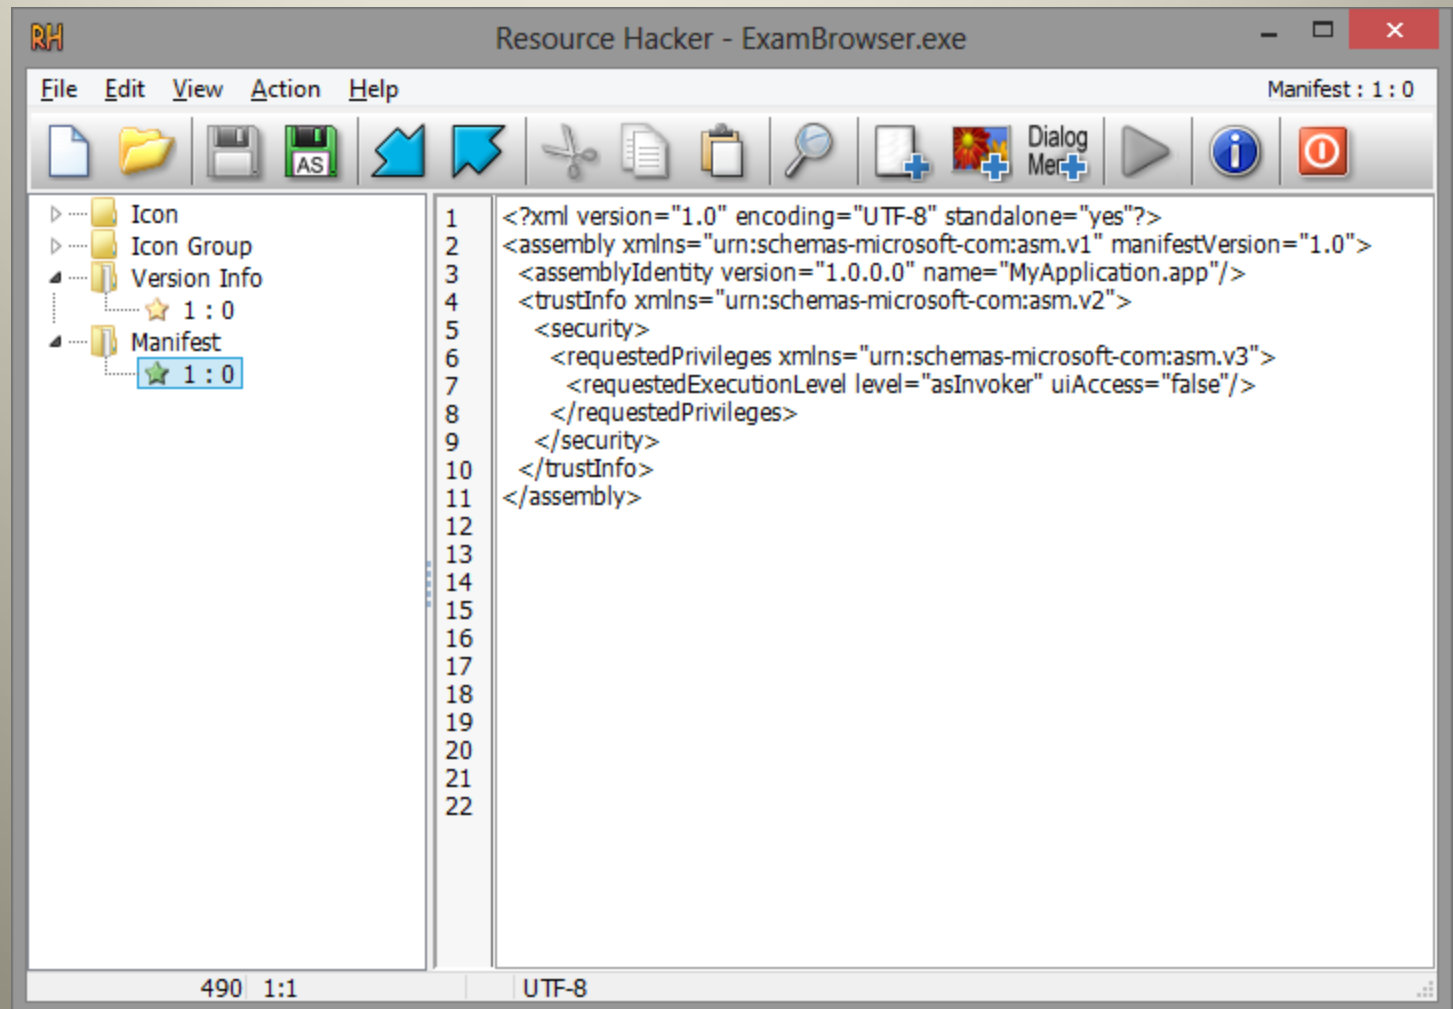 RH
Resource Hacker - ExamBrowser.exe
File Edit View Action Help
Manifest : 1 : 0
AS
Dialog
Men
Icon
Icon Group
Version Info
1 : 0
Manifest
1 : 0
1 <?xml version="1.0" encoding="UTF-8" standalone="yes"?>
2 <assembly xmlns="urn:schemas-microsoft-com:asm.v1" manifestVersion="1.0">
3 <assemblyIdentity version="1.0.0.0" name="MyApplication.app"/>
4 <trustInfo xmlns="urn:schemas-microsoft-com:asm.v2">
5 <security>
6 <requestedPrivileges xmlns="urn:schemas-microsoft-com:asm.v3">
7 <requestedExecutionLevel level="asInvoker" uiAccess="false"/>
8 </requestedPrivileges>
9 </security>
10 </trustInfo>
11 </assembly>
12
13
14
15
16
17
18
19
20
21
22
490 1:1 UTF-8